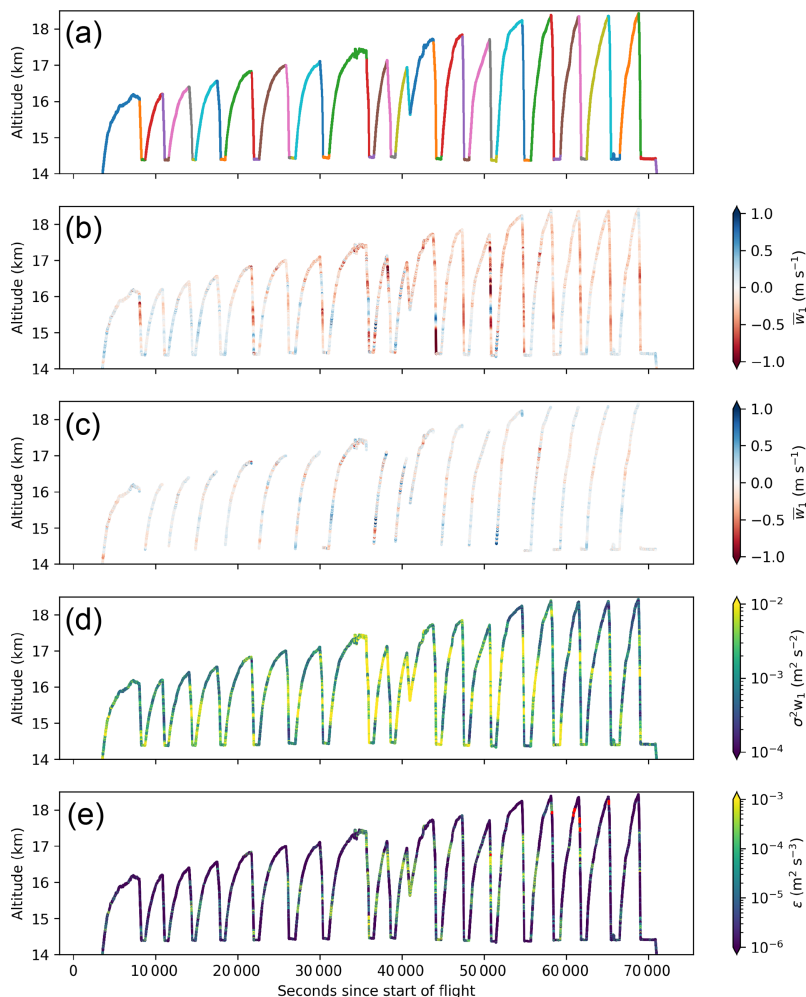 (a)
Altitude (km)
18
17
16
15
14
(b)
Altitude (km)
18
17
16
15
14
1.0
0.5
0.0
−0.5
−1.0
w̅₁ (m s⁻¹)
(c)
Altitude (km)
18
17
16
15
14
1.0
0.5
0.0
−0.5
−1.0
w̅₁ (m s⁻¹)
(d)
Altitude (km)
18
17
16
15
14
10⁻²
10⁻³
10⁻⁴
σ²w₁ (m² s⁻²)
(e)
Altitude (km)
18
17
16
15
14
10⁻³
10⁻⁴
10⁻⁵
10⁻⁶
ε (m² s⁻³)
0 10 000 20 000 30 000 40 000 50 000 60 000 70 000
Seconds since start of flight